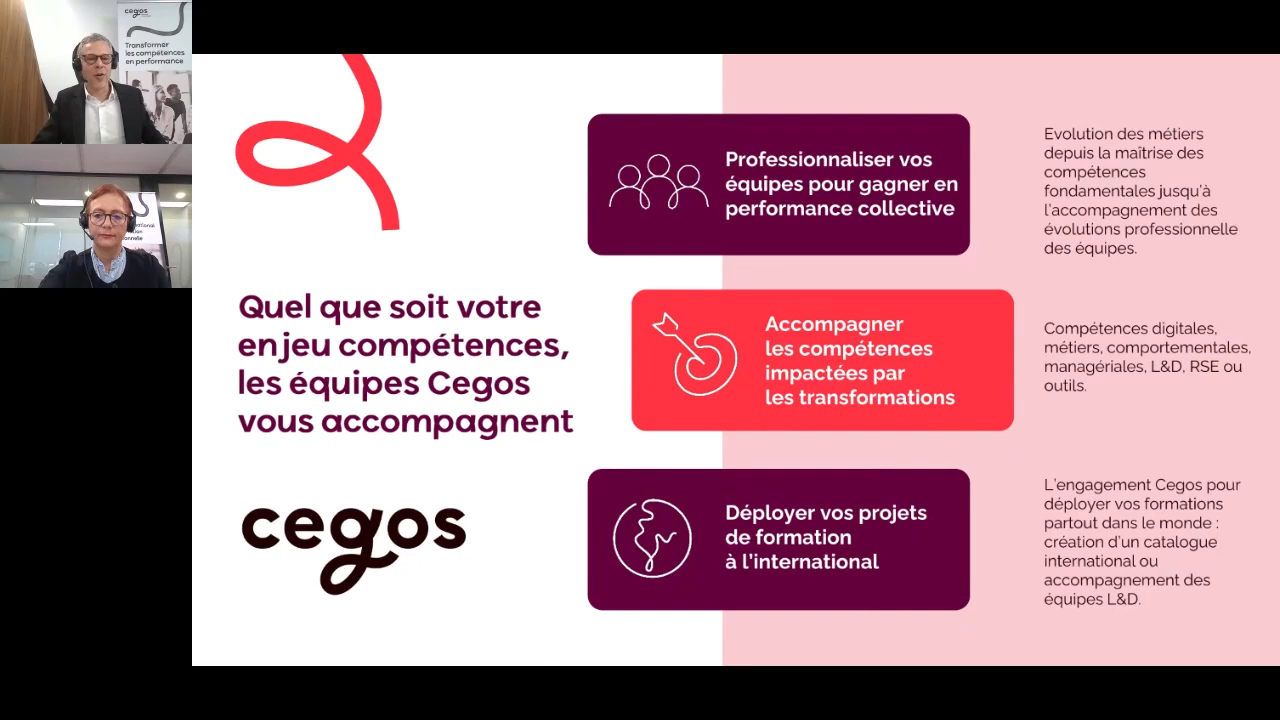 cegos
Transformer
les compétences
en performance
Quel que soit votre
enjeu compétences,
les équipes Cegos
vous accompagnent
cegos
Professionnaliser vos
équipes pour gagner en
performance collective
Evolution des métiers
depuis la maîtrise des
compétences
fondamentales jusqu'à
l'accompagnement des
évolutions professionnelle
des équipes.
Accompagner
les compétences
impactées par
les transformations
Compétences digitales,
métiers, comportementales,
managériales, L&D, RSE ou
outils.
Déployer vos projets
de formation
à l'international
L'engagement Cegos pour
déployer vos formations
partout dans le monde :
création d'un catalogue
international ou
accompagnement des
équipes L&D.